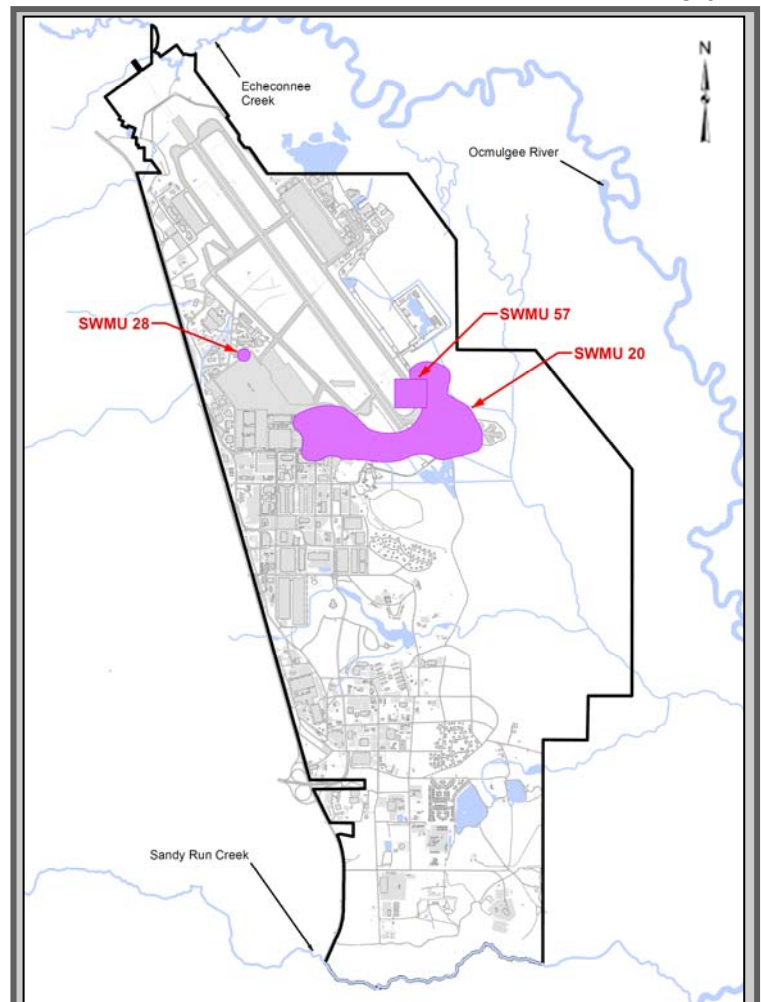 N
Echeconnee
Creek
Ocmulgee River
SWMU 57
SWMU 28
SWMU 20
Sandy Run Creek